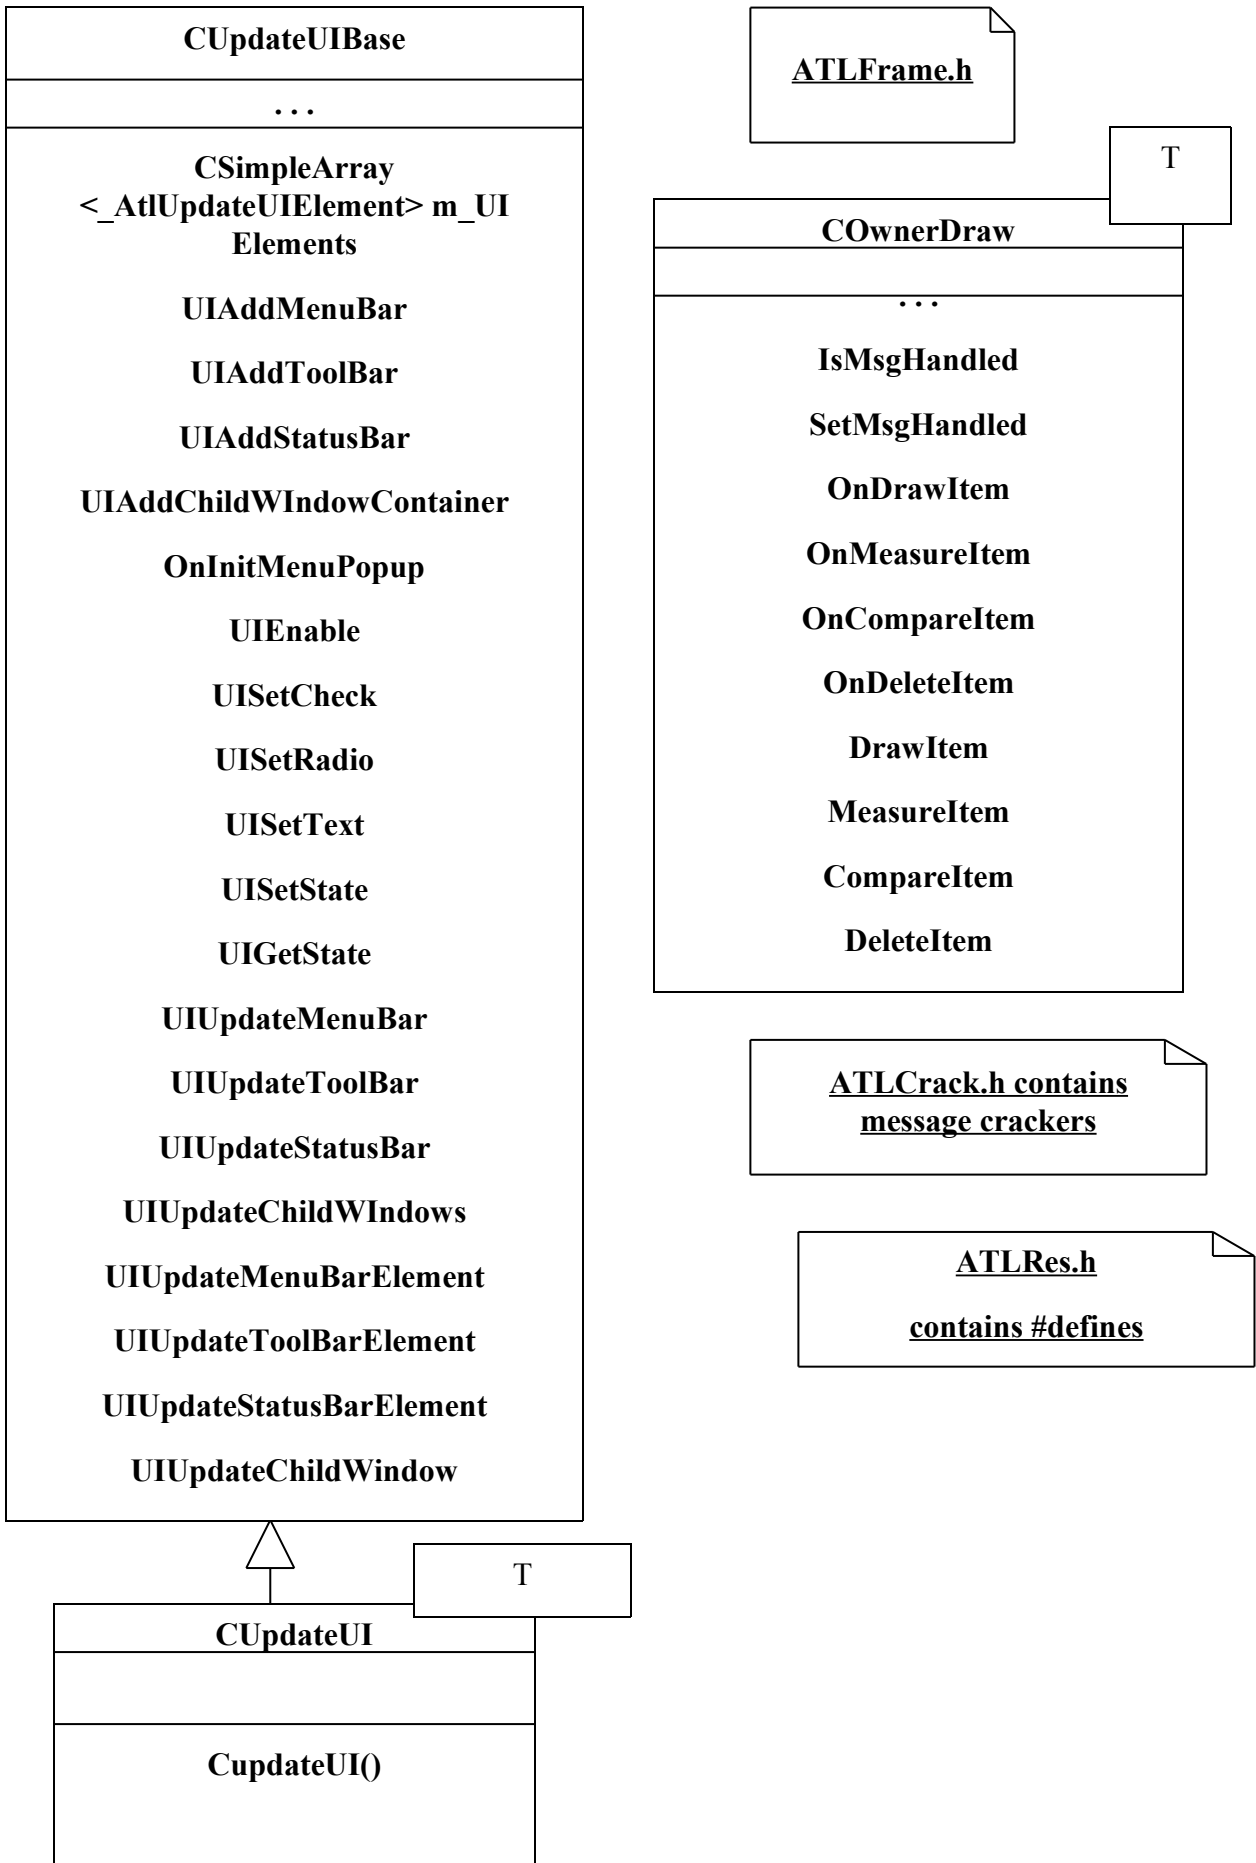 CUpdateUIBase
. . .
CSimpleArray
<_AtlUpdateUIElement> m_UI
Elements
UIAddMenuBar
UIAddToolBar
UIAddStatusBar
UIAddChildWIndowContainer
OnInitMenuPopup
UIEnable
UISetCheck
UISetRadio
UISetText
UISetState
UIGetState
UIUpdateMenuBar
UIUpdateToolBar
UIUpdateStatusBar
UIUpdateChildWIndows
UIUpdateMenuBarElement
UIUpdateToolBarElement
UIUpdateStatusBarElement
UIUpdateChildWindow
T
CUpdateUI
CupdateUI()
ATLFrame.h
T
COwnerDraw
. . .
IsMsgHandled
SetMsgHandled
OnDrawItem
OnMeasureItem
OnCompareItem
OnDeleteItem
DrawItem
MeasureItem
CompareItem
DeleteItem
ATLCrack.h contains
message crackers
ATLRes.h
contains #defines